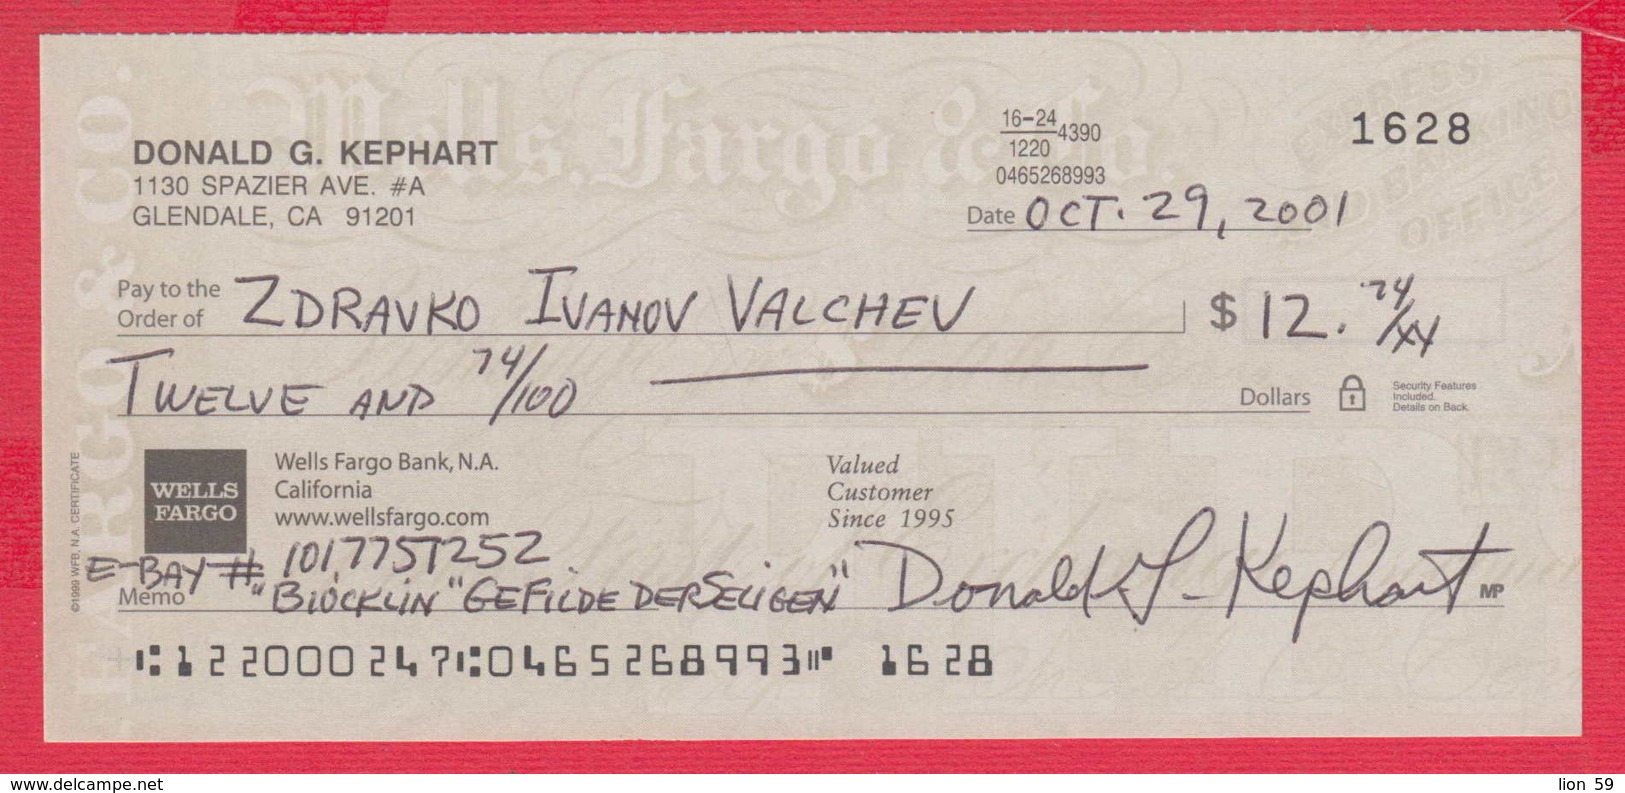 Wells Fargo & Co.
DONALD G. KEPHART
1130 SPAZIER AVE. #A
GLENDALE, CA 91201
16-24
1220 4390
0465268993
1628
Date OCT. 29, 2001
Pay to the
Order of ZDRAVKO IVANOV VALCHEV $ 12. 74/XX
TWELVE AND 74/100 Dollars
Security Features
Included.
Details on Back.
WELLS
FARGO
Wells Fargo Bank, N.A.
California
www.wellsfargo.com
Valued
Customer
Since 1995
©1999 WFB, N.A. CERTIFICATE
FARGO & CO.
EXPRESS
AND BANKING
OFFICE
E-BAY # 1017757252
Memo "BÖCKLIN" GEFILDE DER SELIGEN"
Donald G. Kephart
MP
⑆122000247⑆0465268993⑈ 1628
www.delcampe.net
lion 59